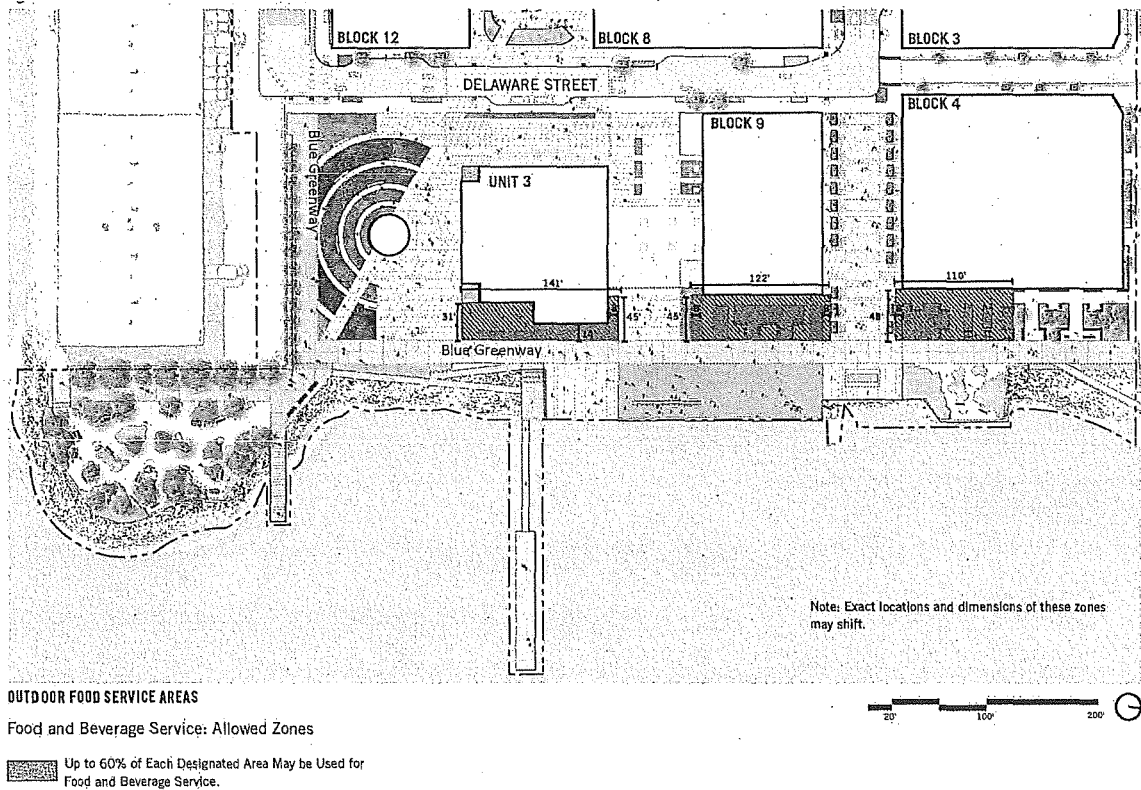 BLOCK 12
BLOCK 8
BLOCK 3
DELAWARE STREET
BLOCK 4
BLOCK 9
Blue Greenway
UNIT 3
141'
122'
110'
31'
45'
45'
48'
Blue Greenway
Note: Exact locations and dimensions of these zones
may shift.
OUTDOOR FOOD SERVICE AREAS
Food and Beverage Service: Allowed Zones
20'
100'
200'
Up to 60% of Each Designated Area May be Used for
Food and Beverage Service.